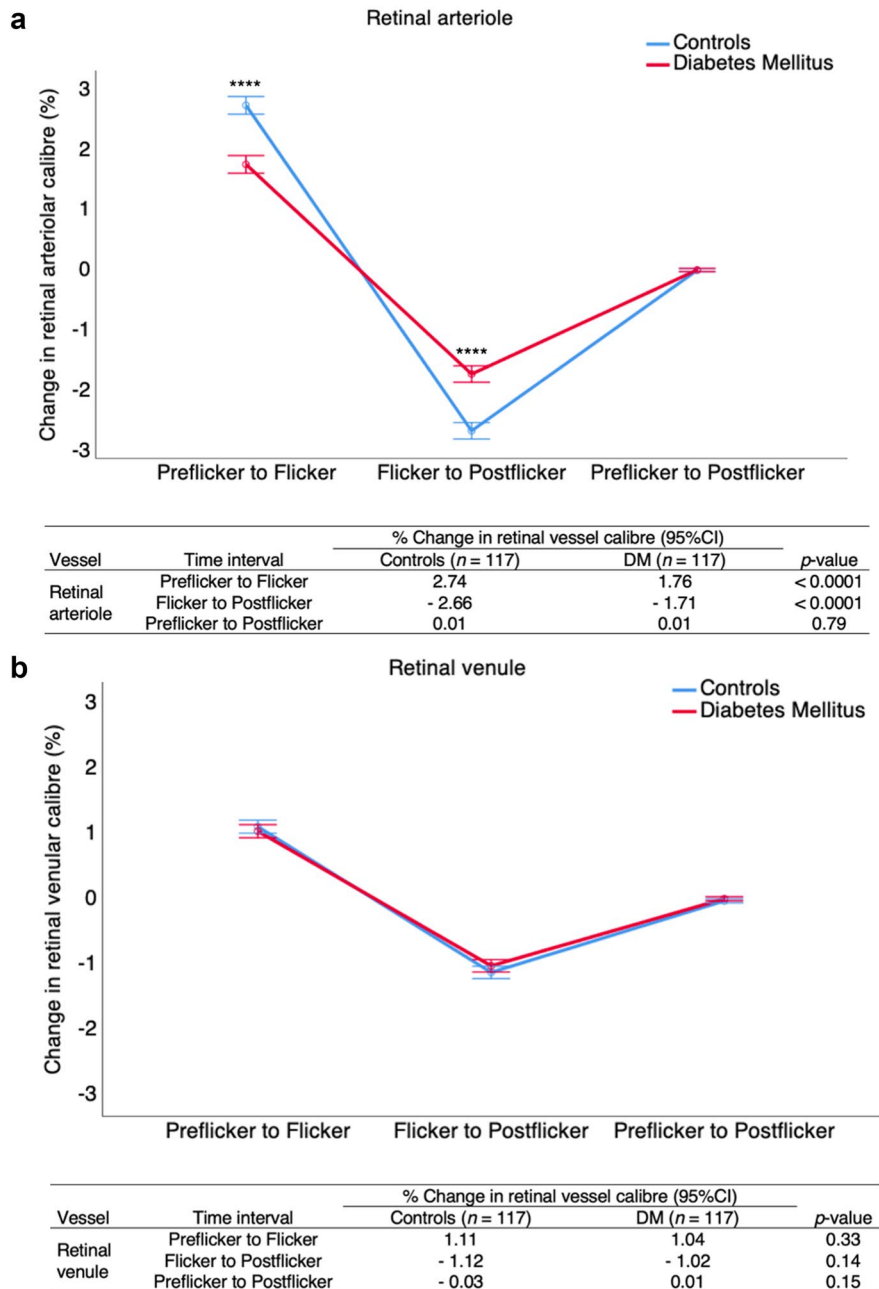 a
Retinal arteriole
Controls
Diabetes Mellitus
Change in retinal arteriolar calibre (%)
3
2
1
0
-1
-2
-3
****
****
Preflicker to Flicker Flicker to Postflicker Preflicker to Postflicker
% Change in retinal vessel calibre (95%CI)
Vessel Time interval Controls (n = 117) DM (n = 117) p-value
Retinal arteriole
Preflicker to Flicker 2.74 1.76 < 0.0001
Flicker to Postflicker - 2.66 - 1.71 < 0.0001
Preflicker to Postflicker 0.01 0.01 0.79
b
Retinal venule
Controls
Diabetes Mellitus
Change in retinal venular calibre (%)
3
2
1
0
-1
-2
-3
Preflicker to Flicker Flicker to Postflicker Preflicker to Postflicker
% Change in retinal vessel calibre (95%CI)
Vessel Time interval Controls (n = 117) DM (n = 117) p-value
Retinal venule
Preflicker to Flicker 1.11 1.04 0.33
Flicker to Postflicker - 1.12 - 1.02 0.14
Preflicker to Postflicker - 0.03 0.01 0.15